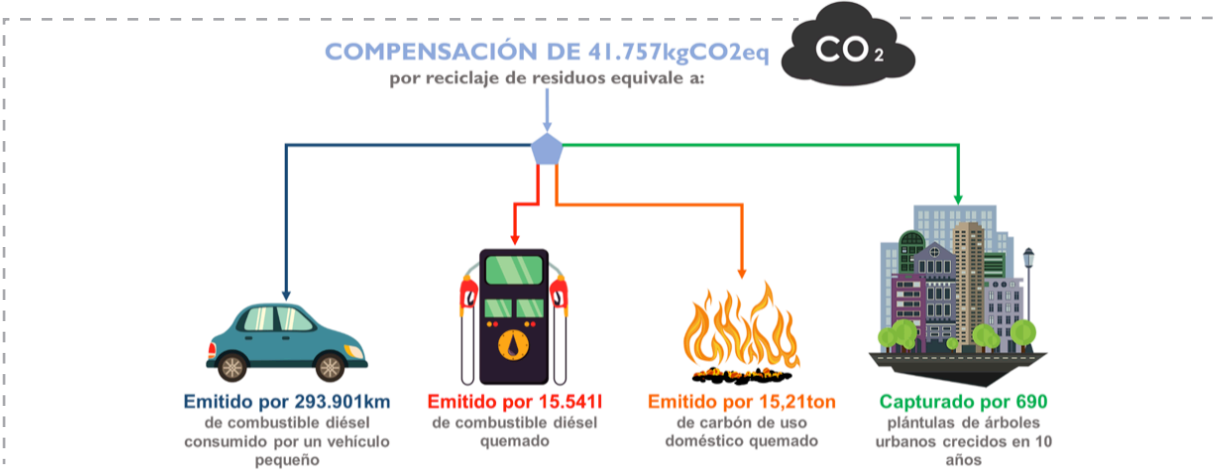 COMPENSACIÓN DE 41.757kgCO2eq
por reciclaje de residuos equivale a:
CO2
Emitido por 293.901km
de combustible diésel
consumido por un vehículo
pequeño
Emitido por 15.541l
de combustible diésel
quemado
Emitido por 15,21ton
de carbón de uso
doméstico quemado
Capturado por 690
plántulas de árboles
urbanos crecidos en 10
años